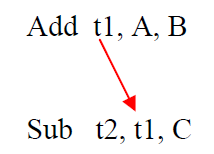 Add t1, A, B
Sub t2, t1, C